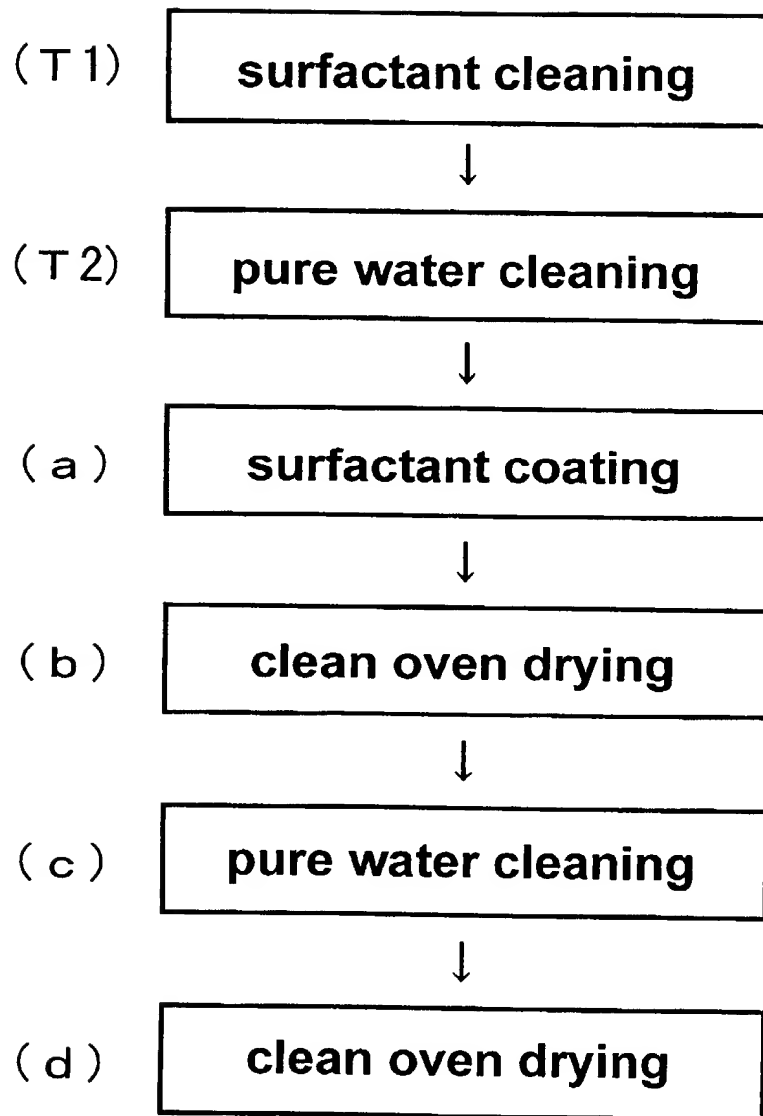 (T1) surfactant cleaning
↓
(T2) pure water cleaning
↓
(a) surfactant coating
↓
(b) clean oven drying
↓
(c) pure water cleaning
↓
(d) clean oven drying